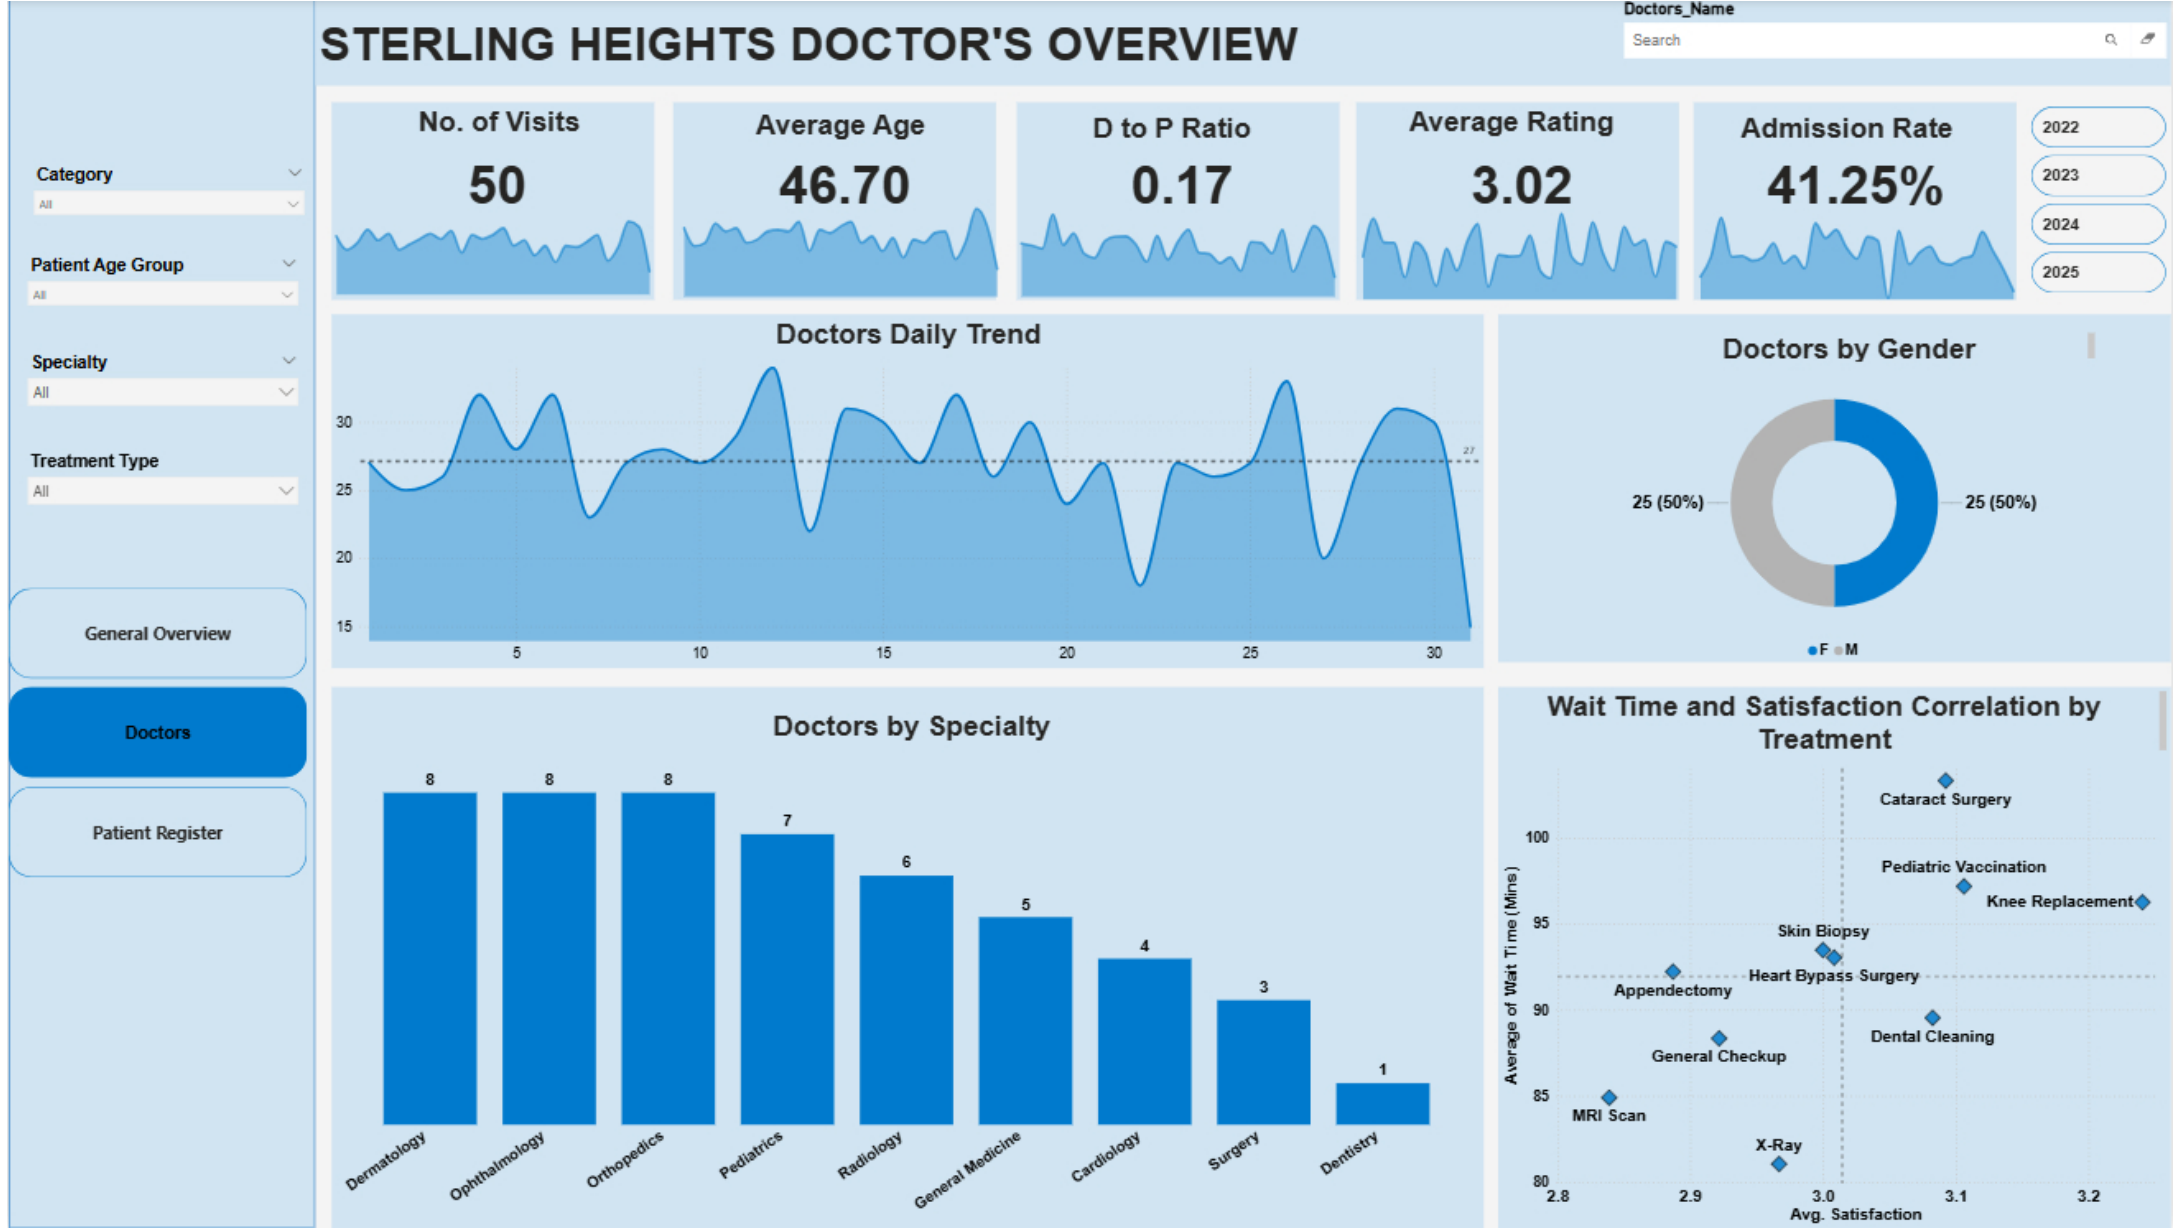 STERLING HEIGHTS DOCTOR'S OVERVIEW
Doctors_Name
Search
Category
All
Patient Age Group
All
Specialty
All
Treatment Type
All
General Overview
Doctors
Patient Register
No. of Visits
50
Average Age
46.70
D to P Ratio
0.17
Average Rating
3.02
Admission Rate
41.25%
2022
2023
2024
2025
Doctors Daily Trend
30
25
20
15
27
5 10 15 20 25 30
Doctors by Gender
25 (50%) 25 (50%)
F M
Doctors by Specialty
8 8 8 7 6 5 4 3 1
Dermatology Ophthalmology Orthopedics Pediatrics Radiology General Medicine Cardiology Surgery Dentistry
Wait Time and Satisfaction Correlation by
Treatment
Average of Wait Time (Mins)
100
95
90
85
80
Cataract Surgery
Pediatric Vaccination
Knee Replacement
Skin Biopsy
Heart Bypass Surgery
Appendectomy
Dental Cleaning
General Checkup
MRI Scan
X-Ray
2.8 2.9 3.0 3.1 3.2
Avg. Satisfaction